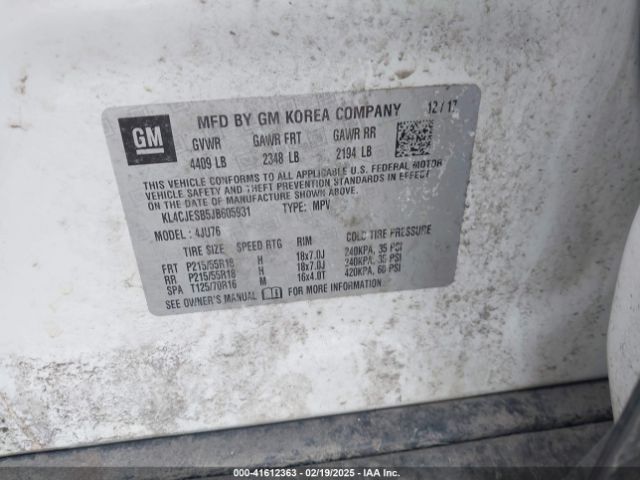 MFD BY GM KOREA COMPANY 12/17
GM
GVWR GAWR FRT GAWR RR
4409 LB 2348 LB 2194 LB
THIS VEHICLE CONFORMS TO ALL APPLICABLE U.S. FEDERAL MOTOR
VEHICLE SAFETY AND THEFT PREVENTION STANDARDS IN EFFECT
ON THE DATE OF MANUFACTURE SHOWN ABOVE.
KL4CJESB5JB605931 TYPE: MPV
MODEL: 4JU76
TIRE SIZE SPEED RTG RIM COLD TIRE PRESSURE
FRT P215/55R18 H 18x7.0J 240KPA, 35 PSI
RR P215/55R18 H 18x7.0J 240KPA, 35 PSI
SPA T125/70R16 M 16x4.0T 420KPA, 60 PSI
SEE OWNER'S MANUAL FOR MORE INFORMATION
000-41612363 - 02/19/2025 - IAA Inc.